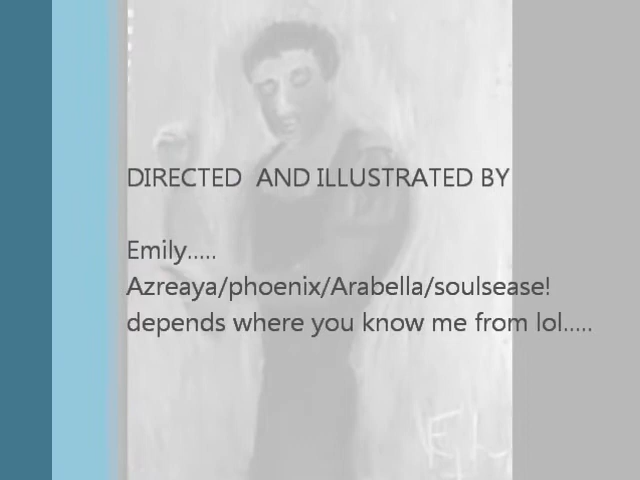 DIRECTED  AND ILLUSTRATED BY
Emily.....
Azreaya/phoenix/Arabella/soulsease!
depends where you know me from lol.....